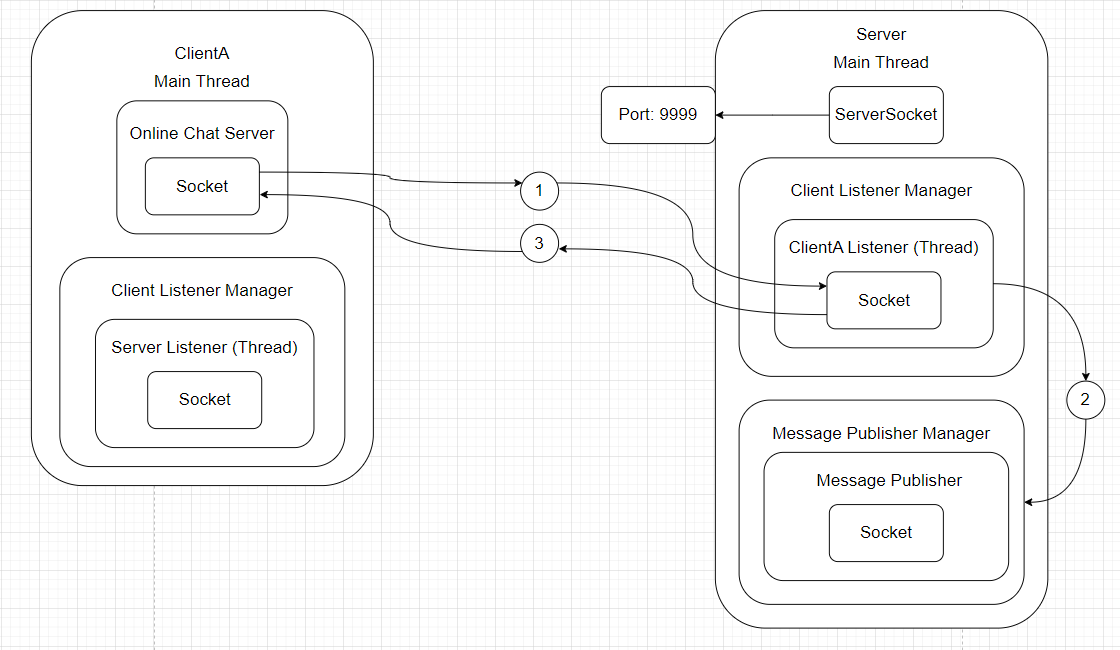 ClientA
Main Thread
Online Chat Server
Socket
Client Listener Manager
Server Listener (Thread)
Socket
1
3
Server
Main Thread
Port: 9999
ServerSocket
Client Listener Manager
ClientA Listener (Thread)
Socket
2
Message Publisher Manager
Message Publisher
Socket